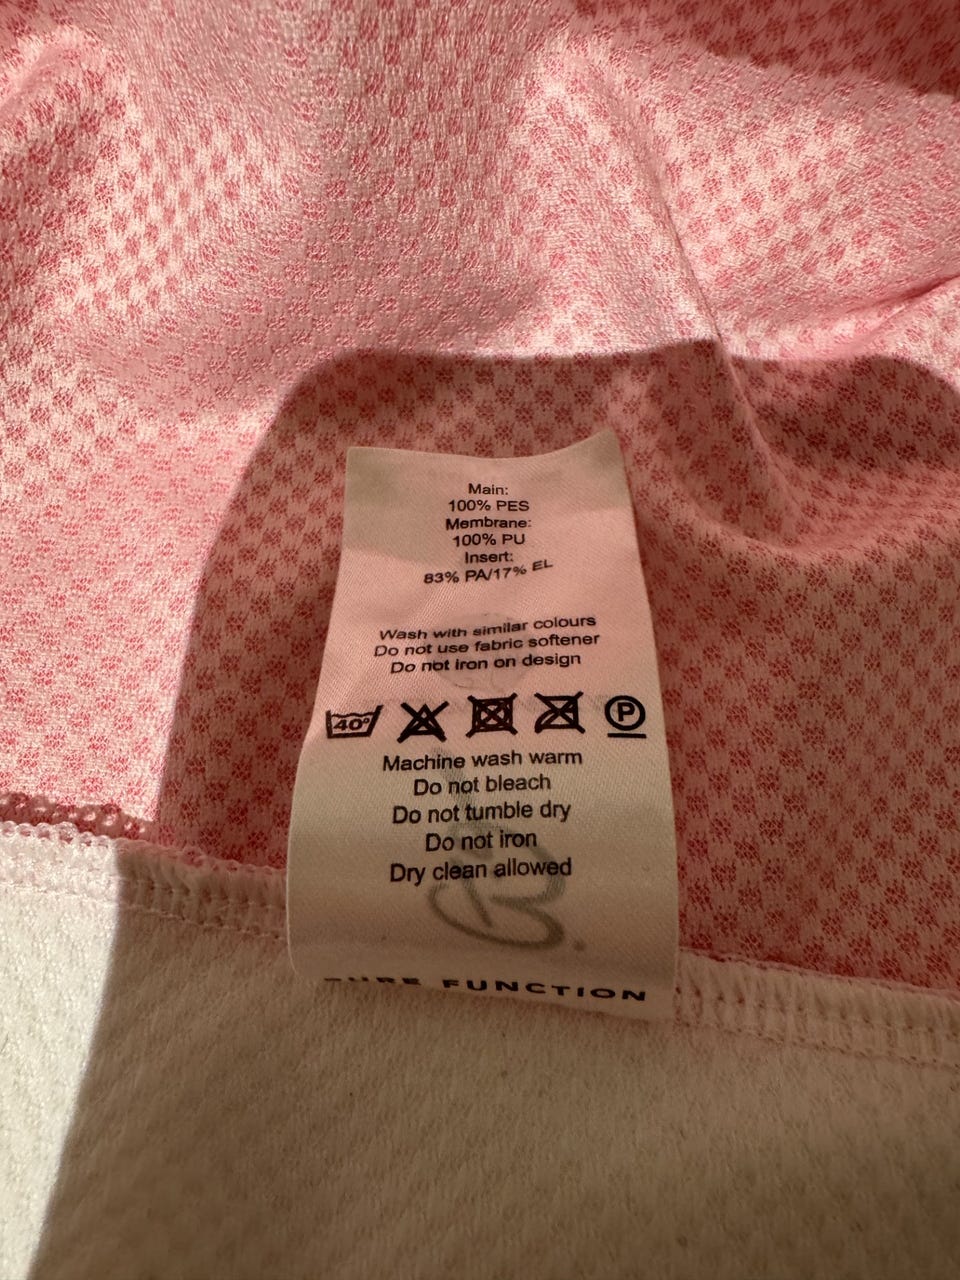 Main:
100% PES
Membrane:
100% PU
Insert:
83% PA/17% EL
Wash with similar colours
Do not use fabric softener
Do not iron on design
40°
P
Machine wash warm
Do not bleach
Do not tumble dry
Do not iron
Dry clean allowed
PURE FUNCTION